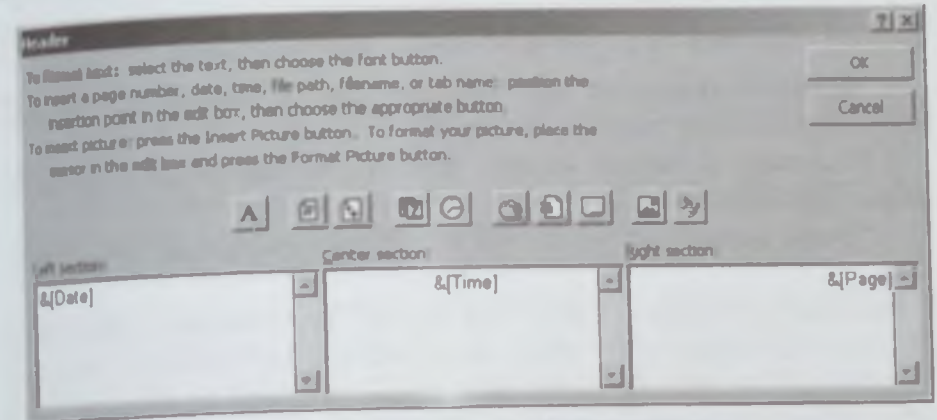 Header
OK
Cancel
To format text: select the text, then choose the font button.
To insert a page number, date, time, file path, filename, or tab name: position the
insertion point in the edit box, then choose the appropriate button.
To insert picture: press the Insert Picture button. To format your picture, place the
cursor in the edit box and press the Format Picture button.
A
Left section:
Center section:
Right section:
&[Date]
&[Time]
&[Page]